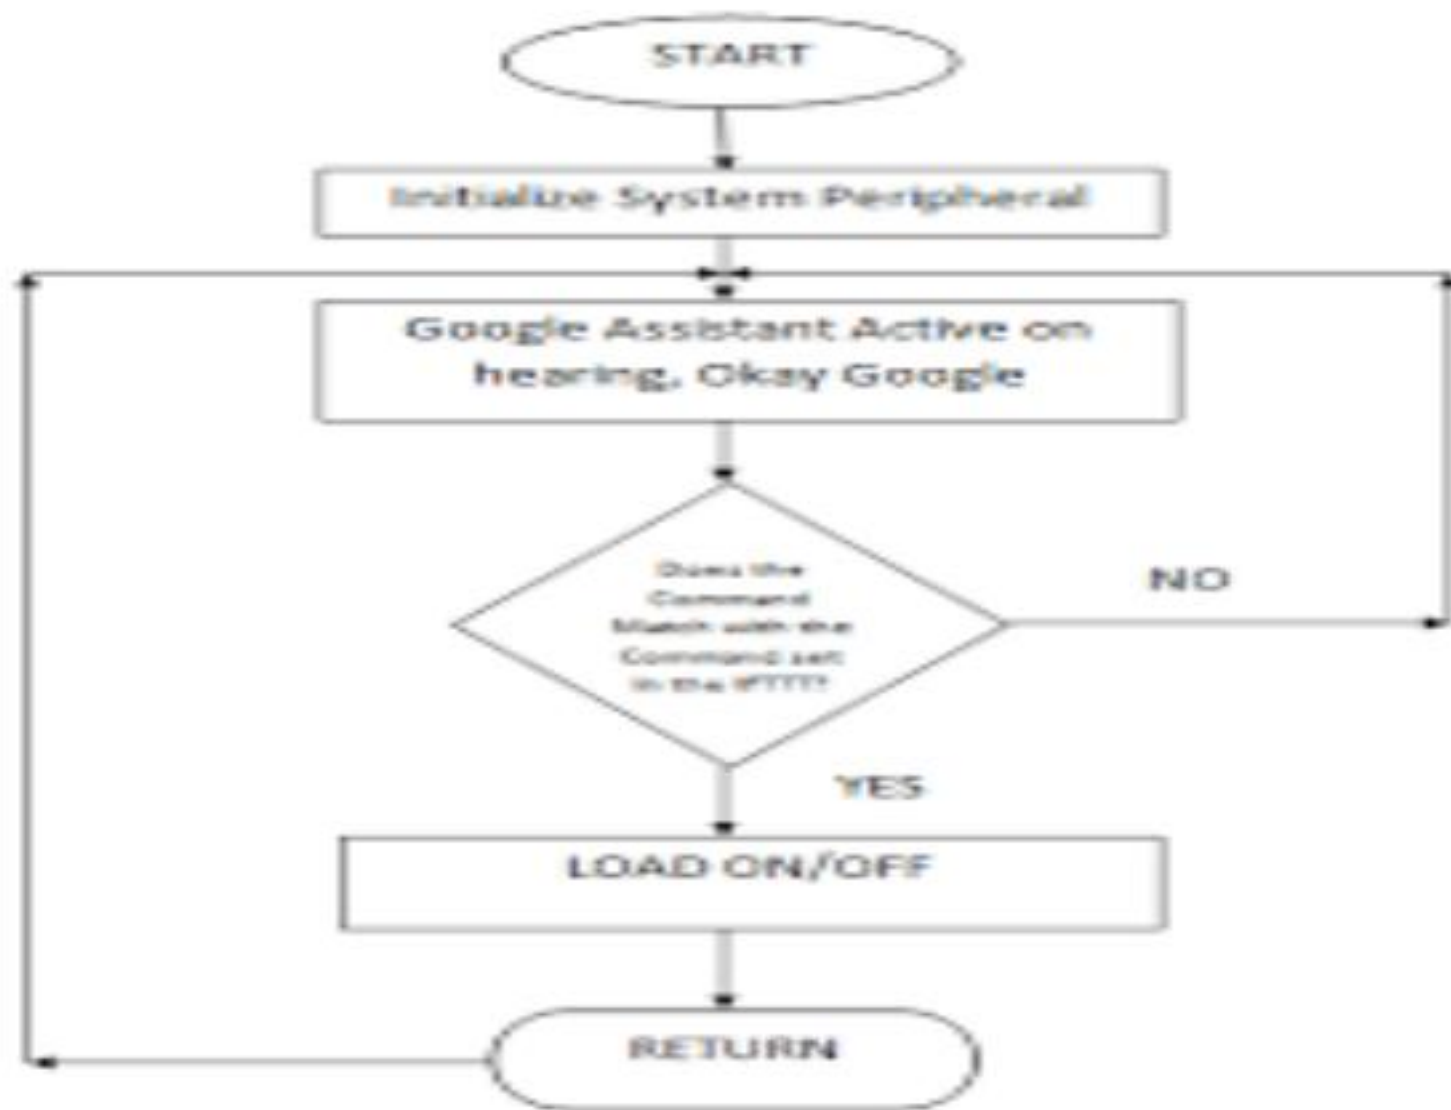 START
Initialize System Peripheral
Google Assistant Active on
hearing, Okay Google
Does the
Command
Match with the
Command set
in the IFTTT?
NO
YES
LOAD ON/OFF
RETURN